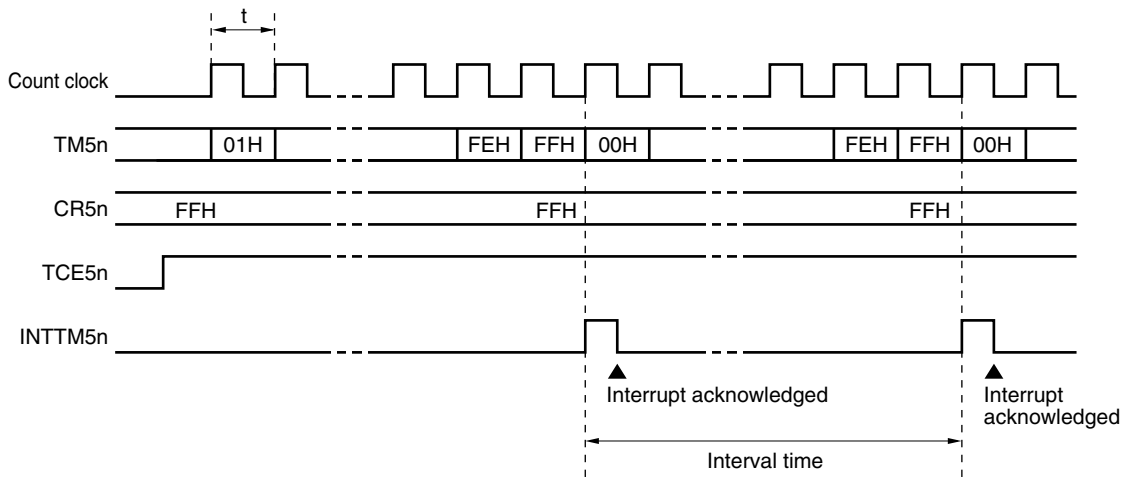 t
Count clock
TM5n 01H FEH FFH 00H FEH FFH 00H
CR5n FFH FFH FFH
TCE5n
INTTM5n
Interrupt acknowledged
Interrupt
acknowledged
Interval time